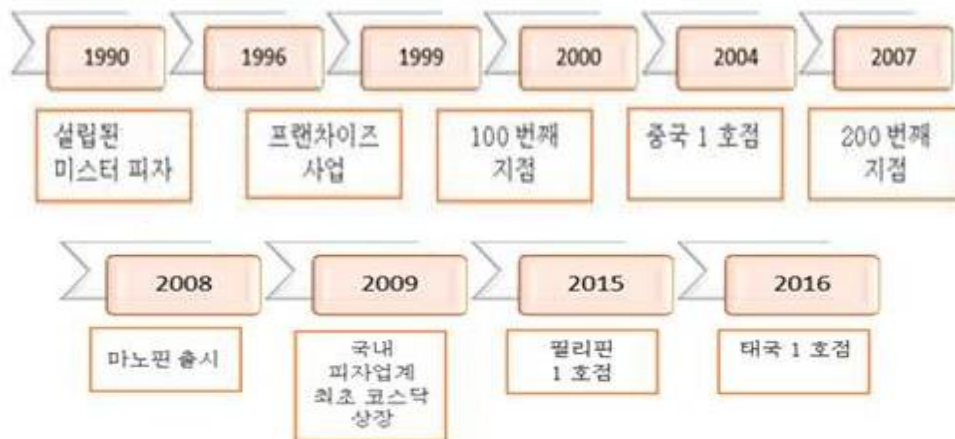 1990
1996
1999
2000
2004
2007
설립된
미스터 피자
프랜차이즈
사업
100 번째
지점
중국 1 호점
200 번째
지점
2008
2009
2015
2016
마노핀 출시
국내
피자업계
최초 코스닥
상장
필리핀
1 호점
태국 1 호점